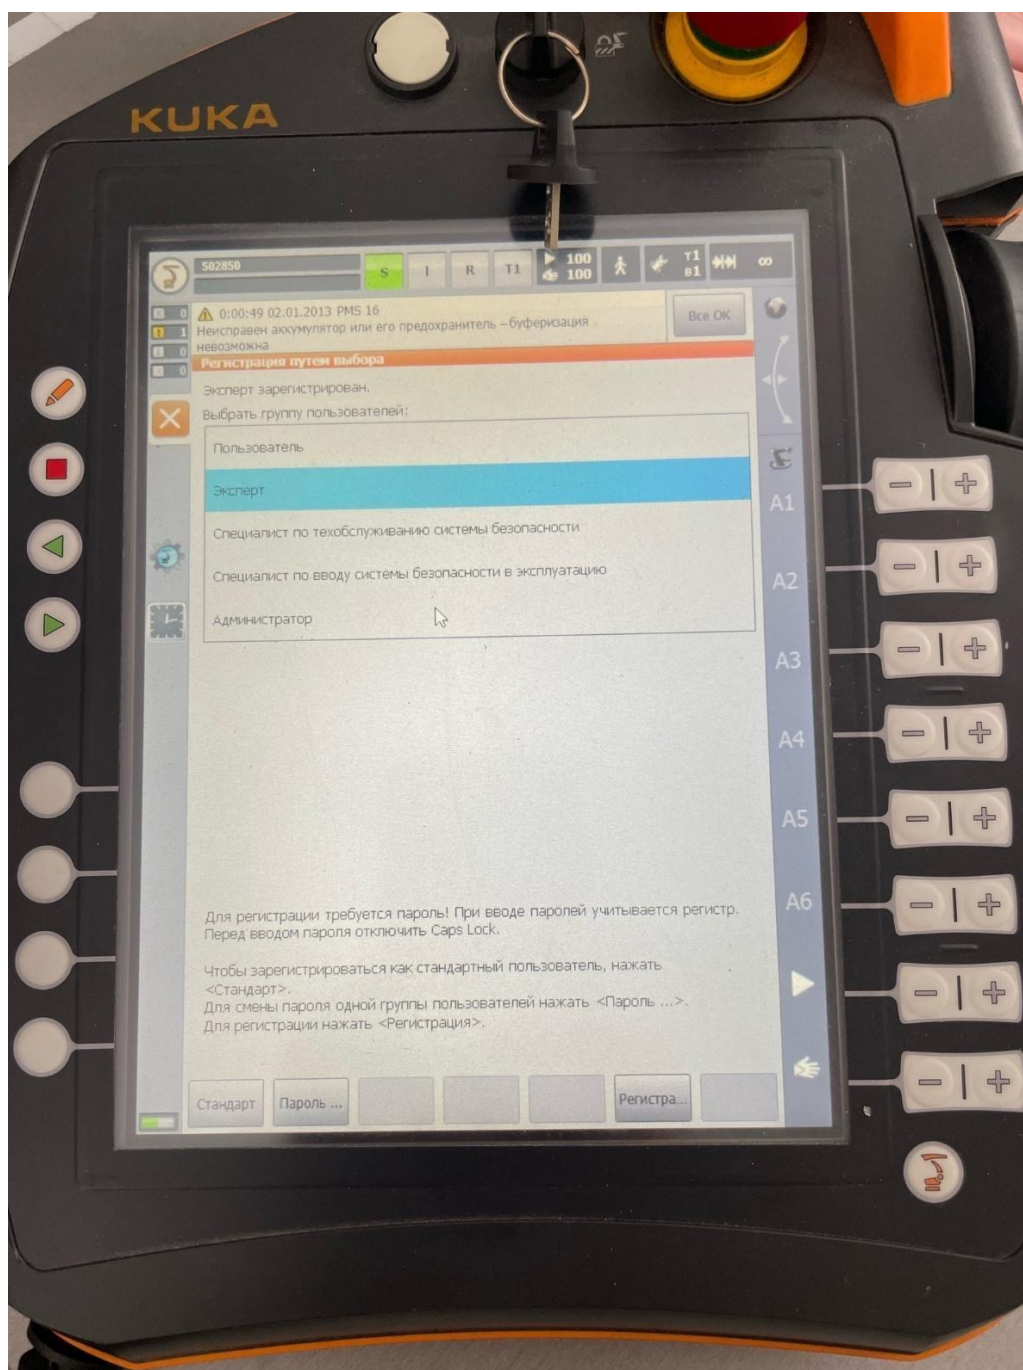 KUKA
S02850
S
I
R
T1
100
100
T1
B1
∞
0
1
0
0
0:00:49 02.01.2013 PMS 16
Неисправен аккумулятор или его предохранитель – буферизация
невозможна
Все OK
Регистрация путем выбора
Эксперт зарегистрирован.
Выбрать группу пользователей:
Пользователь
Эксперт
Специалист по техобслуживанию системы безопасности
Специалист по вводу системы безопасности в эксплуатацию
Администратор
A1
A2
A3
A4
A5
A6
Для регистрации требуется пароль! При вводе паролей учитывается регистр.
Перед вводом пароля отключить Caps Lock.
Чтобы зарегистрироваться как стандартный пользователь, нажать
<Стандарт>.
Для смены пароля одной группы пользователей нажать <Пароль ...>.
Для регистрации нажать <Регистрация>.
Стандарт
Пароль ...
Регистра...